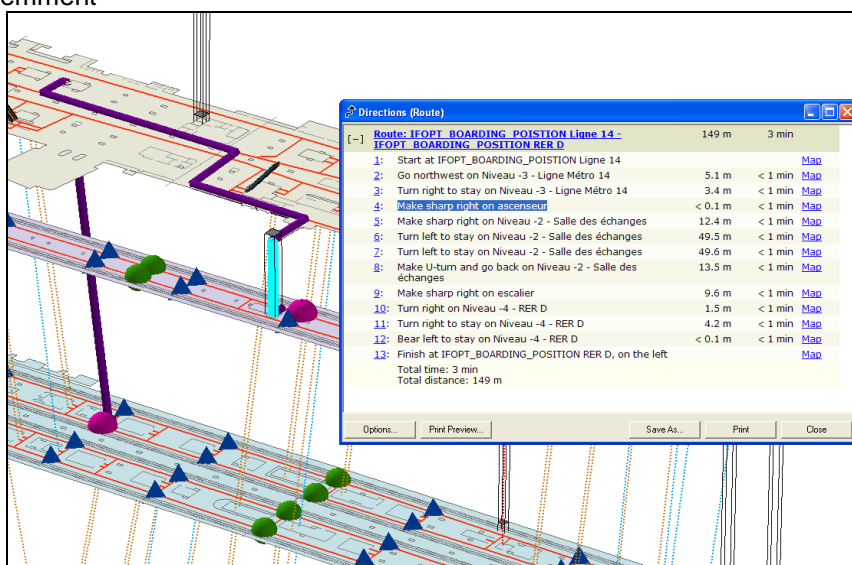 emment
Directions (Route)
[-] Route: IFOPT_BOARDING_POISTION Ligne 14 - 149 m 3 min
IFOPT_BOARDING_POSITION RER D
1: Start at IFOPT_BOARDING_POISTION Ligne 14 Map
2: Go northwest on Niveau -3 - Ligne Métro 14 5.1 m < 1 min Map
3: Turn right to stay on Niveau -3 - Ligne Métro 14 3.4 m < 1 min Map
4: Make sharp right on ascenseur < 0.1 m < 1 min Map
5: Make sharp right on Niveau -2 - Salle des échanges 12.4 m < 1 min Map
6: Turn left to stay on Niveau -2 - Salle des échanges 49.5 m < 1 min Map
7: Turn left to stay on Niveau -2 - Salle des échanges 49.6 m < 1 min Map
8: Make U-turn and go back on Niveau -2 - Salle des 13.5 m < 1 min Map
échanges
9: Make sharp right on escalier 9.6 m < 1 min Map
10: Turn right on Niveau -4 - RER D 1.5 m < 1 min Map
11: Turn right to stay on Niveau -4 - RER D 4.2 m < 1 min Map
12: Bear left to stay on Niveau -4 - RER D < 0.1 m < 1 min Map
13: Finish at IFOPT_BOARDING_POSITION RER D, on the left Map
Total time: 3 min
Total distance: 149 m
Options... Print Preview... Save As... Print Close